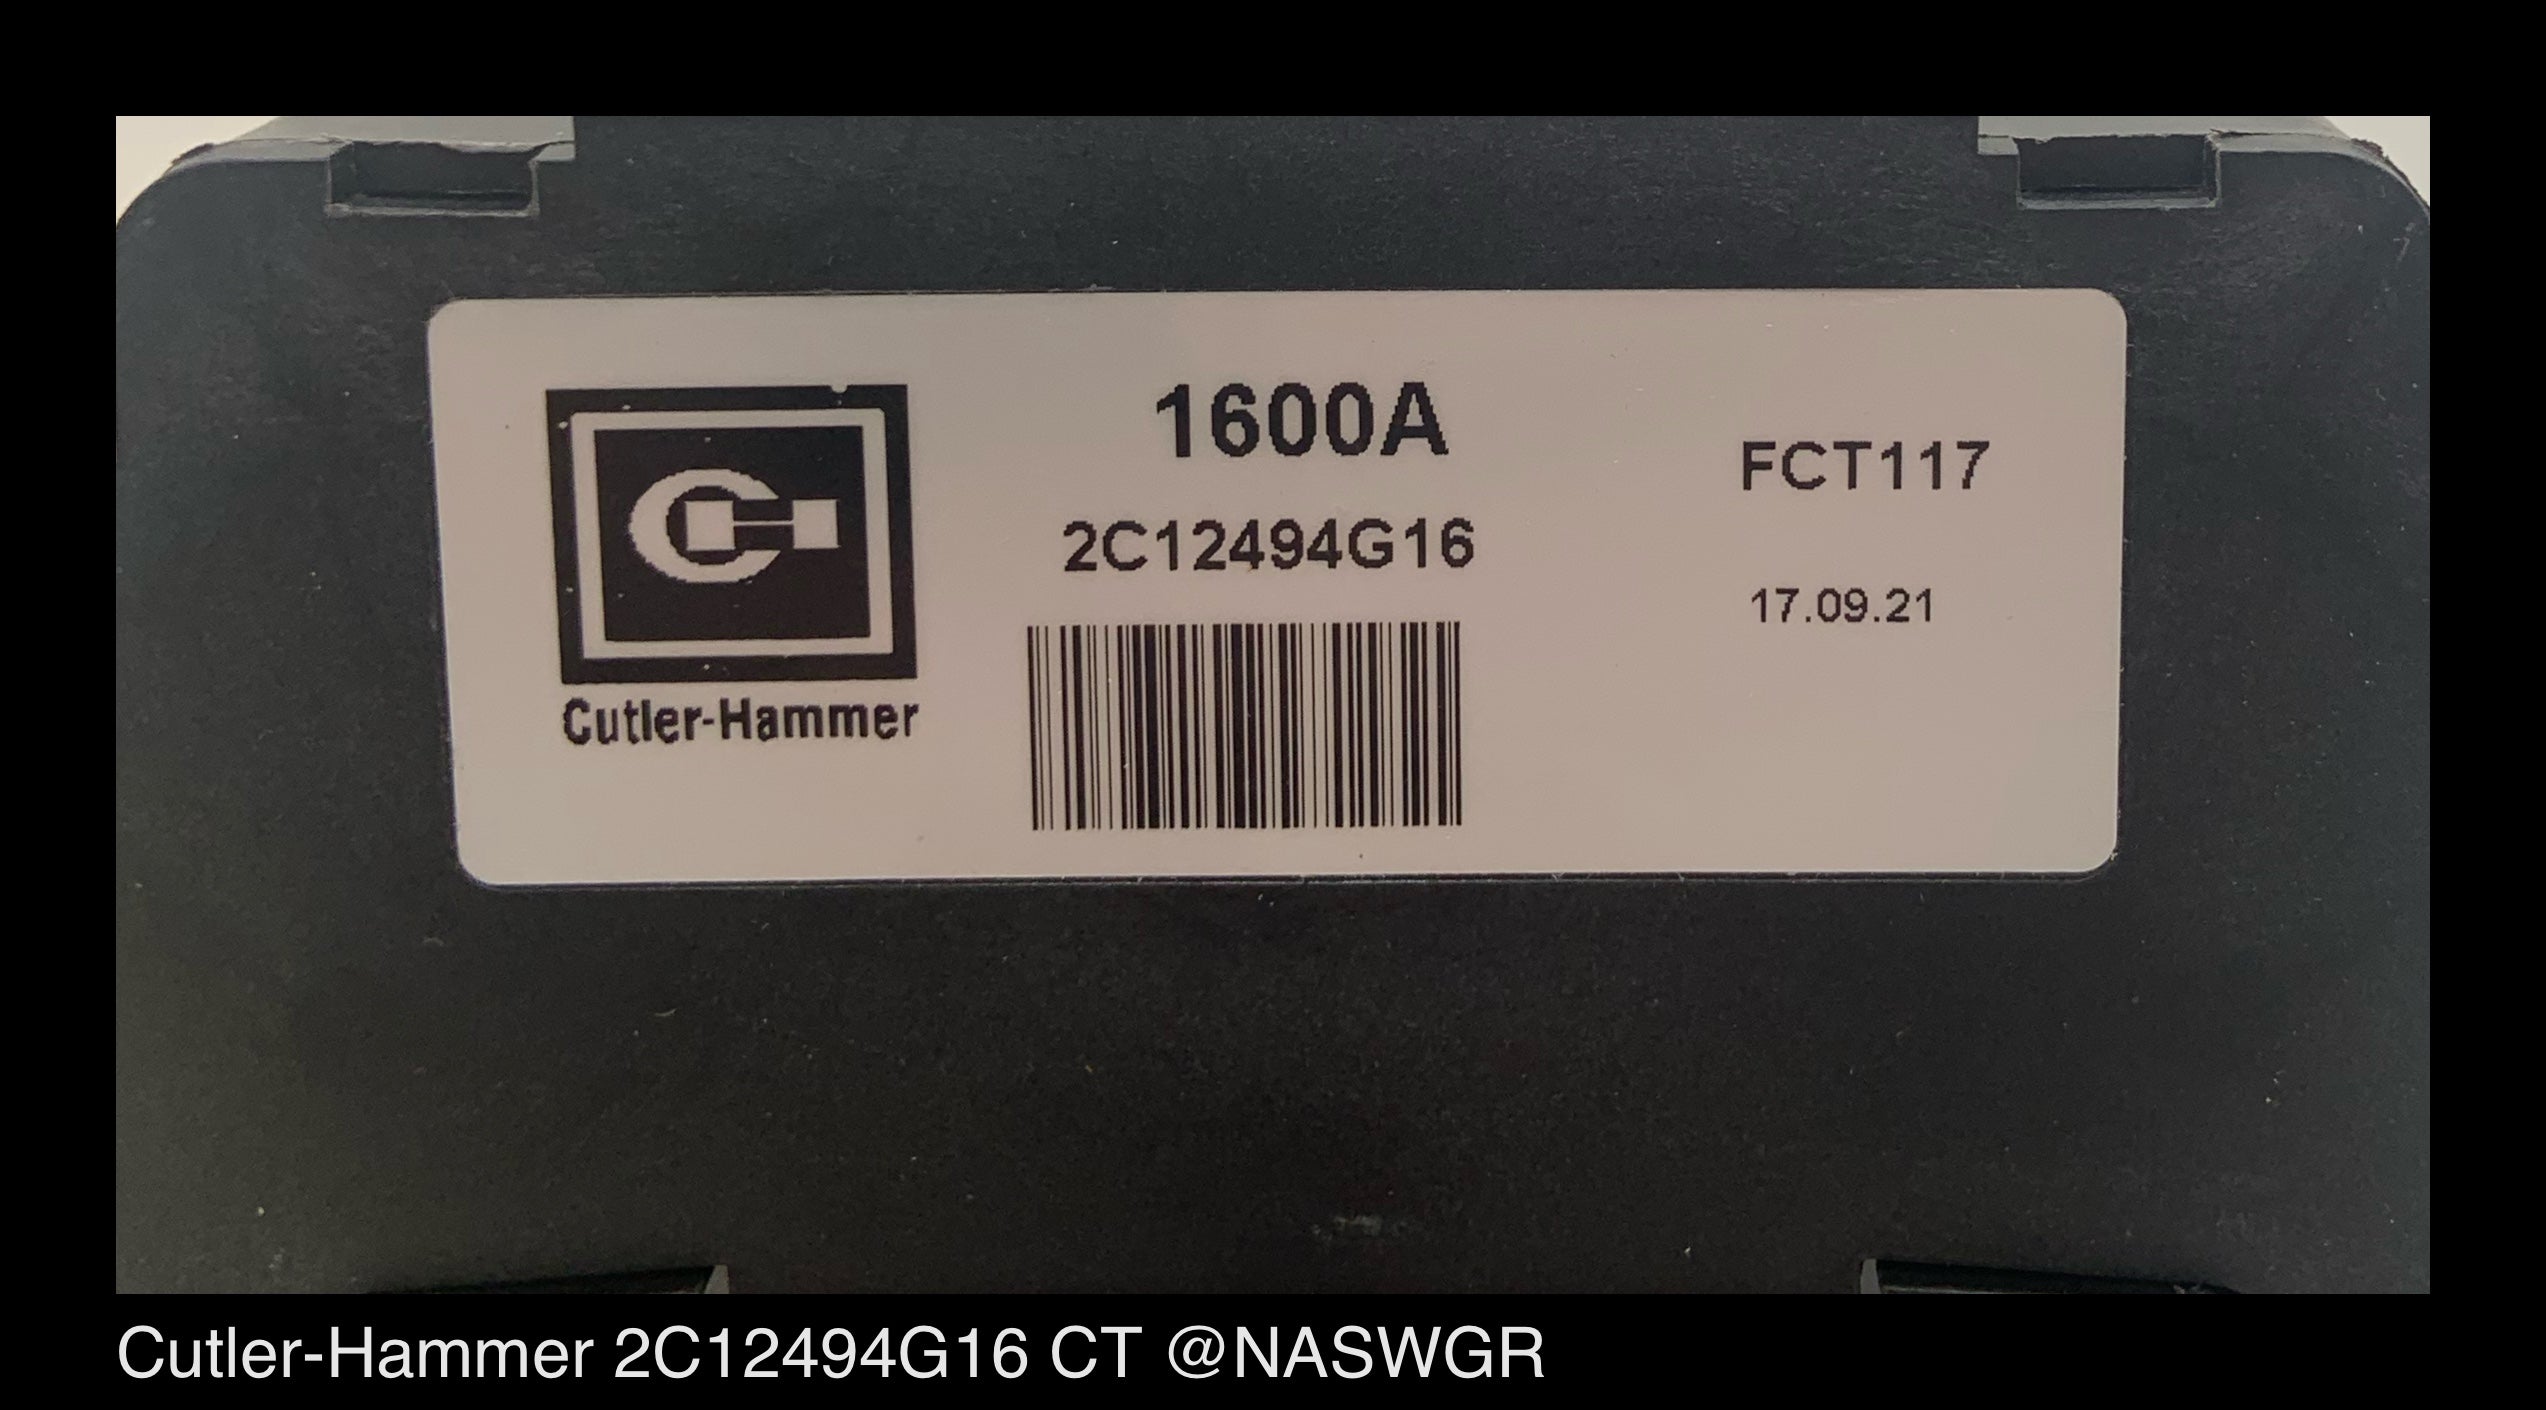 1600A
FCT117
2C12494G16
17.09.21
Cutler-Hammer
Cutler-Hammer 2C12494G16 CT @NASWGR